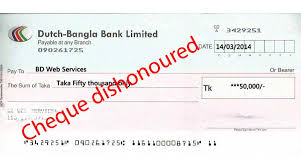 Dutch-Bangla Bank Limited
Payable at any Branch
090261725
3429251
Date 14/03/2014
Pay To BD Web Services Or Bearer
The Sum of Taka Taka Fifty thousand only
Tk ***50,000/-
Cheque dishonoured